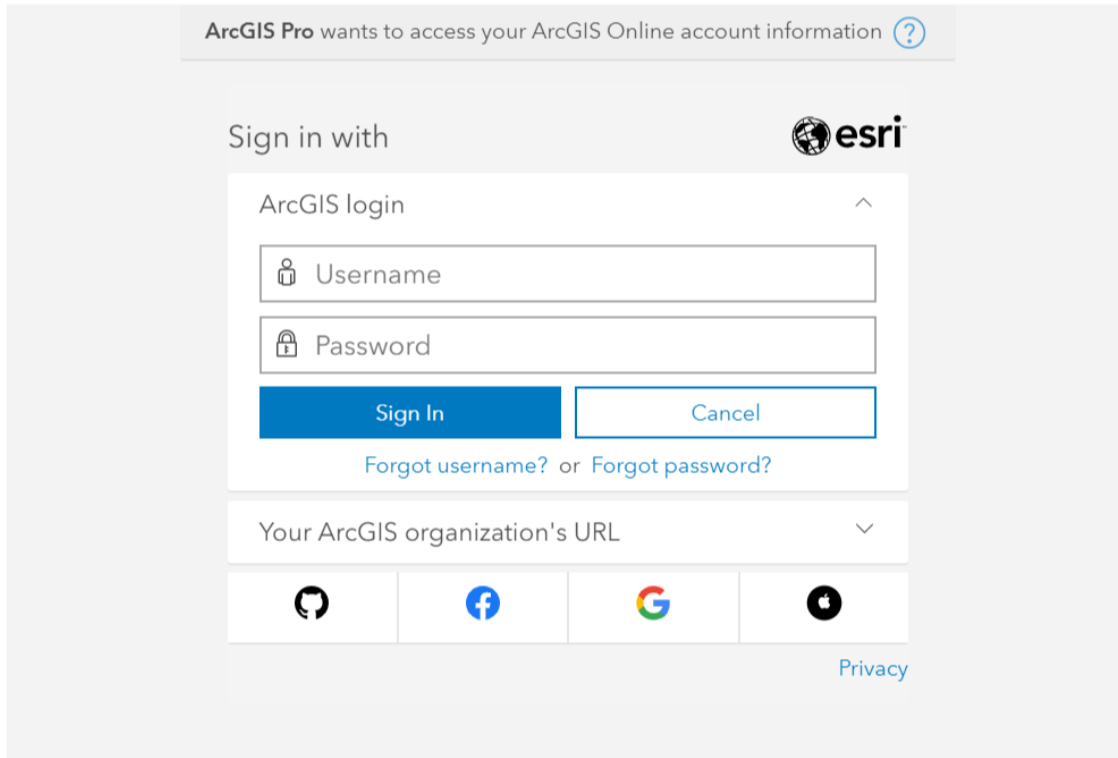 ArcGIS Pro wants to access your ArcGIS Online account information ?
Sign in with
esri
ArcGIS login
Username
Password
Sign In
Cancel
Forgot username? or Forgot password?
Your ArcGIS organization's URL
Privacy